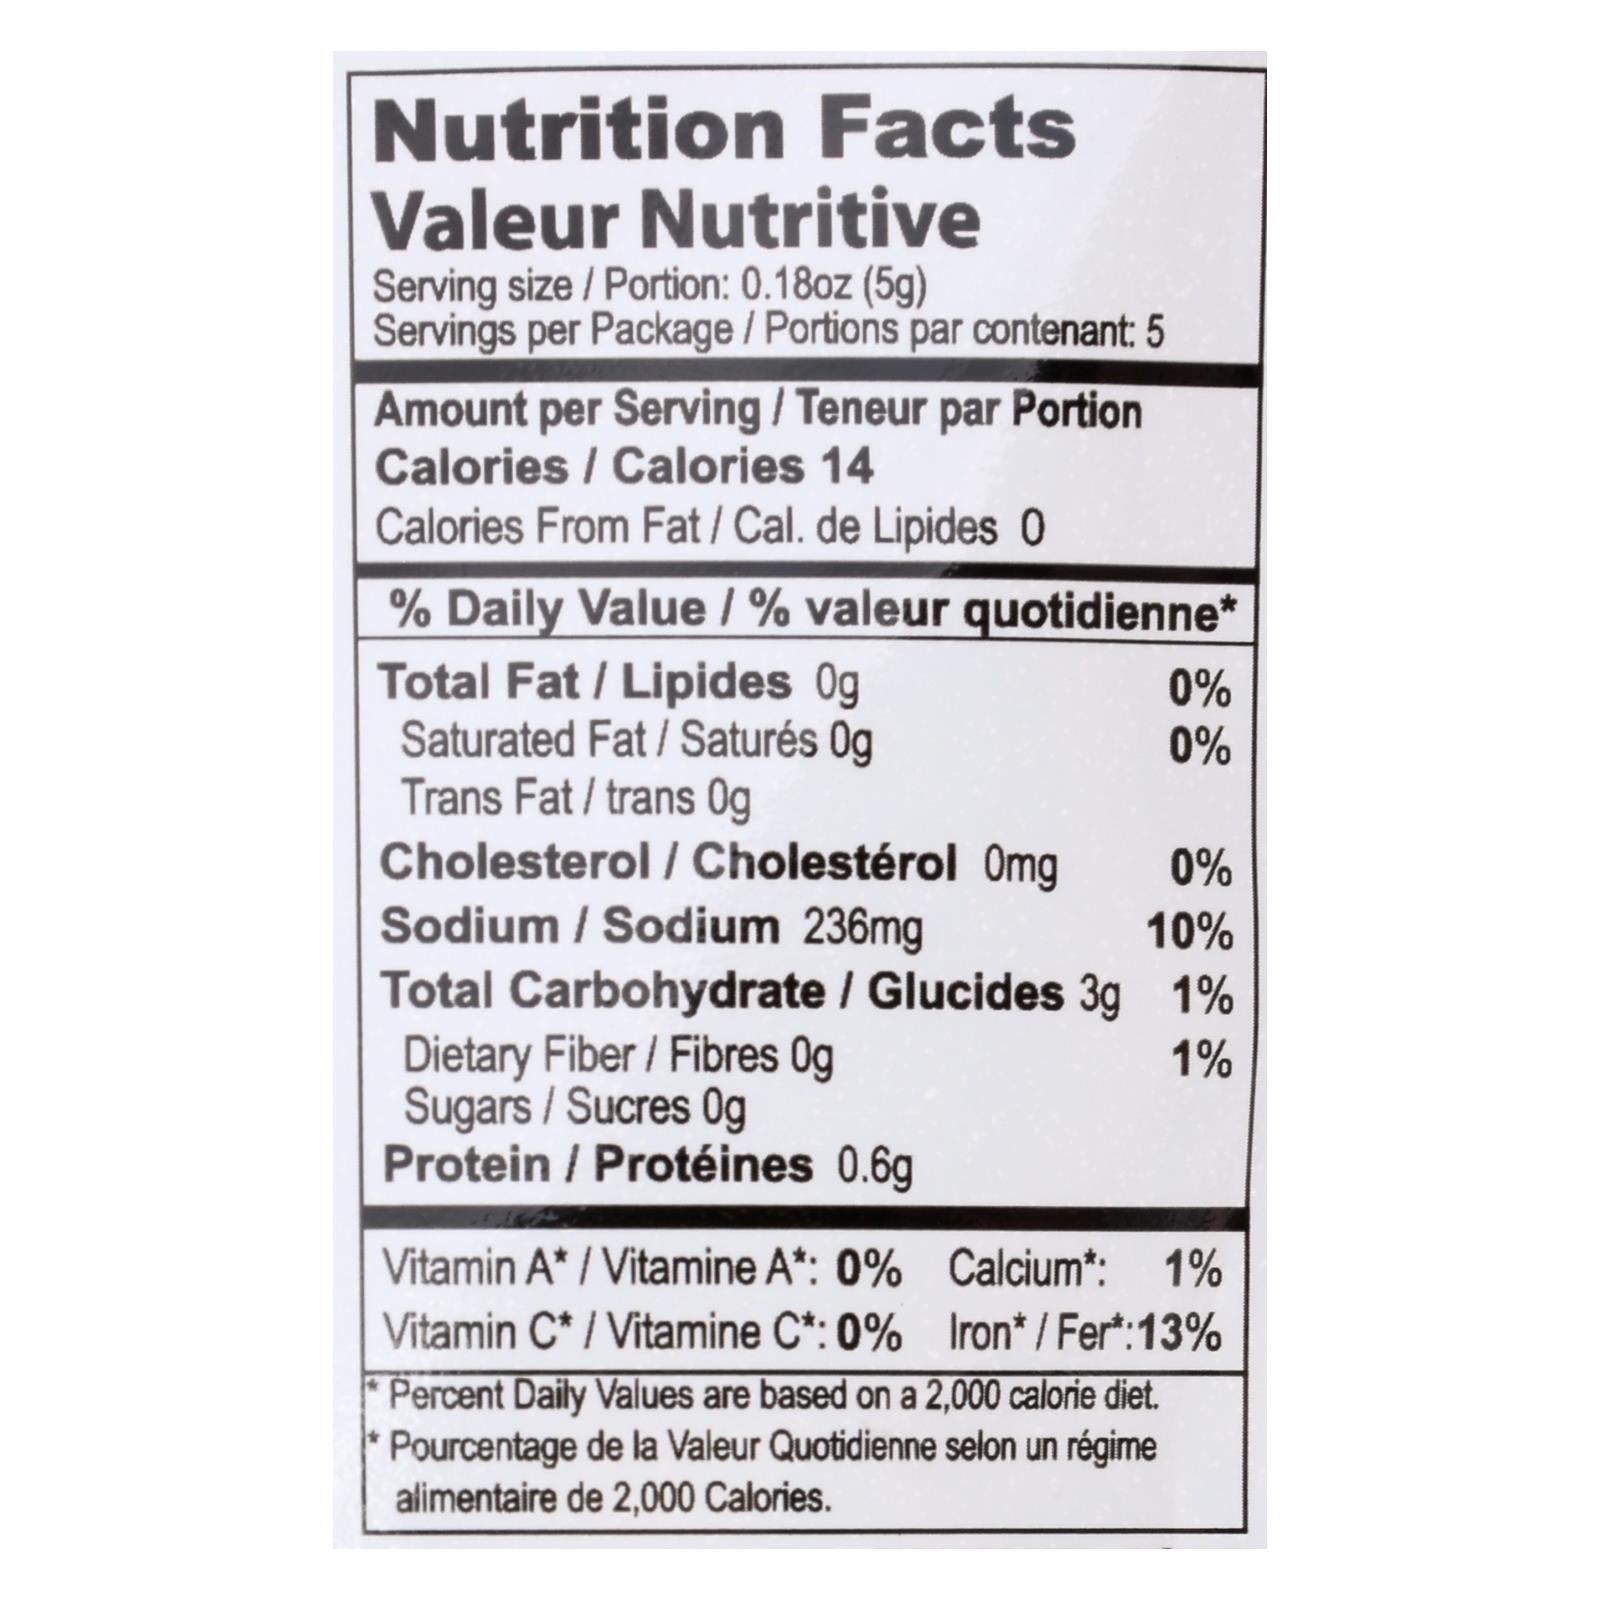 Nutrition Facts
Valeur Nutritive
Serving size / Portion: 0.18oz (5g)
Servings per Package / Portions par contenant: 5
Amount per Serving / Teneur par Portion
Calories / Calories 14
Calories From Fat / Cal. de Lipides 0
% Daily Value / % valeur quotidienne*
Total Fat / Lipides 0g 0%
Saturated Fat / Saturés 0g 0%
Trans Fat / trans 0g
Cholesterol / Cholestérol 0mg 0%
Sodium / Sodium 236mg 10%
Total Carbohydrate / Glucides 3g 1%
Dietary Fiber / Fibres 0g 1%
Sugars / Sucres 0g
Protein / Protéines 0.6g
Vitamin A* / Vitamine A*: 0% Calcium*: 1%
Vitamin C* / Vitamine C*: 0% Iron* / Fer*: 13%
* Percent Daily Values are based on a 2,000 calorie diet.
* Pourcentage de la Valeur Quotidienne selon un régime
alimentaire de 2,000 Calories.